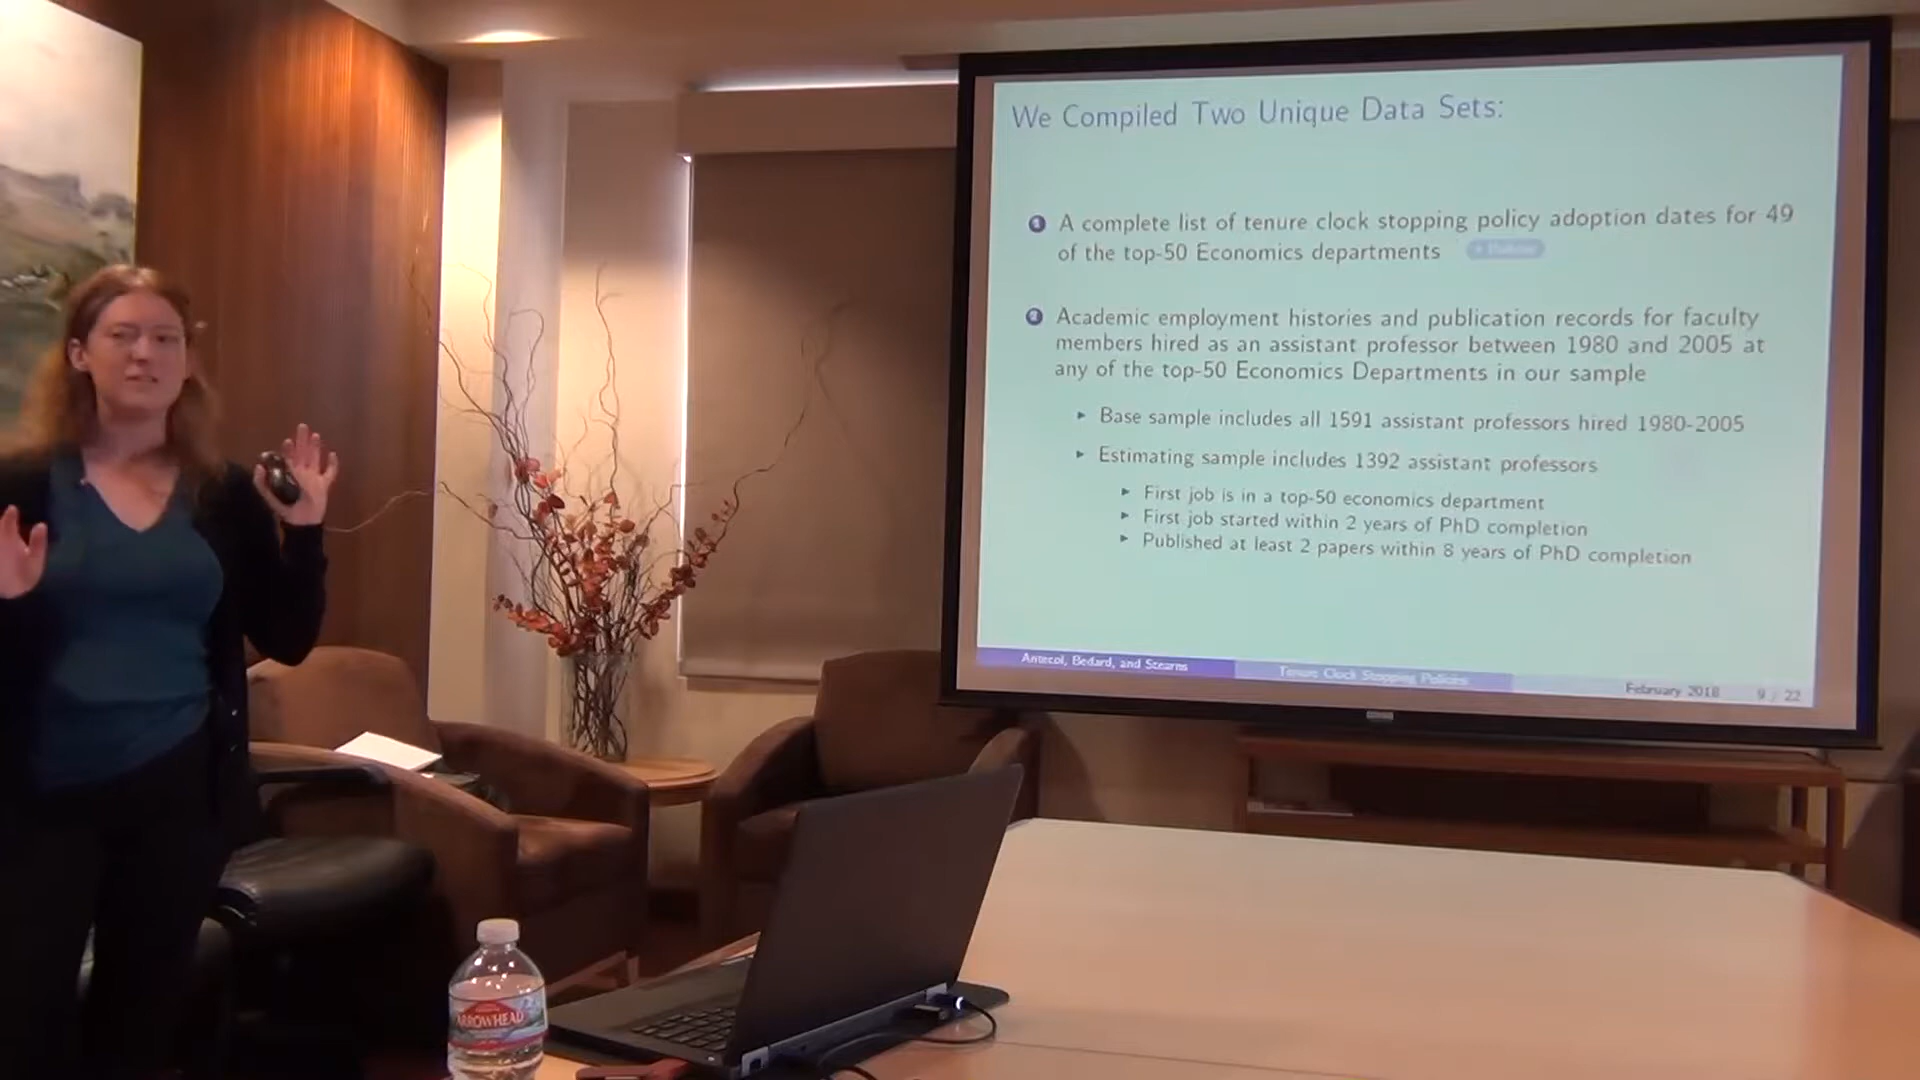 We Compiled Two Unique Data Sets:
1 A complete list of tenure clock stopping policy adoption dates for 49
of the top-50 Economics departments
2 Academic employment histories and publication records for faculty
members hired as an assistant professor between 1980 and 2005 at
any of the top-50 Economics Departments in our sample
Base sample includes all 1591 assistant professors hired 1980-2005
Estimating sample includes 1392 assistant professors
First job is in a top-50 economics department
First job started within 2 years of PhD completion
Published at least 2 papers within 8 years of PhD completion
Antecol, Bedard, and Stearns
Tenure Clock Stopping Policies
February 2018
9 / 22
ARROWHEAD